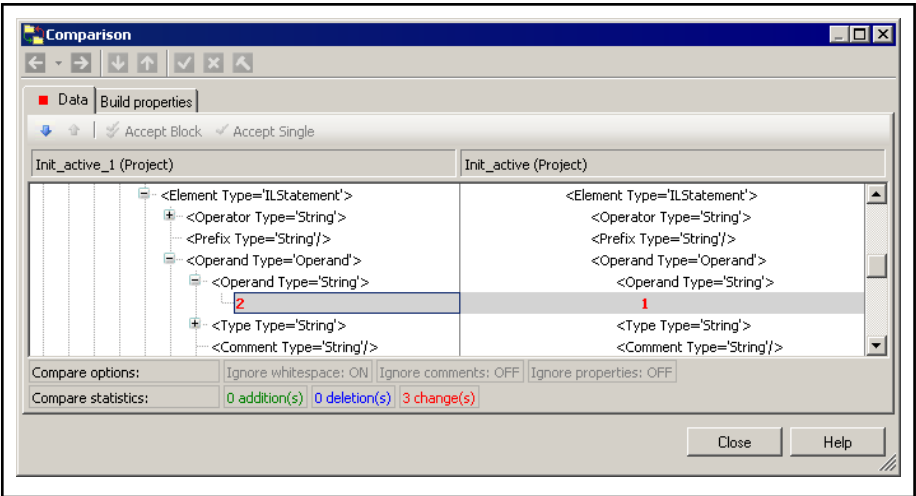 Comparison
Data Build properties
Accept Block Accept Single
Init_active_1 (Project) Init_active (Project)
<Element Type='ILStatement'> <Element Type='ILStatement'>
<Operator Type='String'> <Operator Type='String'>
<Prefix Type='String'/> <Prefix Type='String'/>
<Operand Type='Operand'> <Operand Type='Operand'>
<Operand Type='String'> <Operand Type='String'>
2 1
<Type Type='String'> <Type Type='String'>
<Comment Type='String'/> <Comment Type='String'/>
Compare options: Ignore whitespace: ON Ignore comments: OFF Ignore properties: OFF
Compare statistics: 0 addition(s) 0 deletion(s) 3 change(s)
Close Help